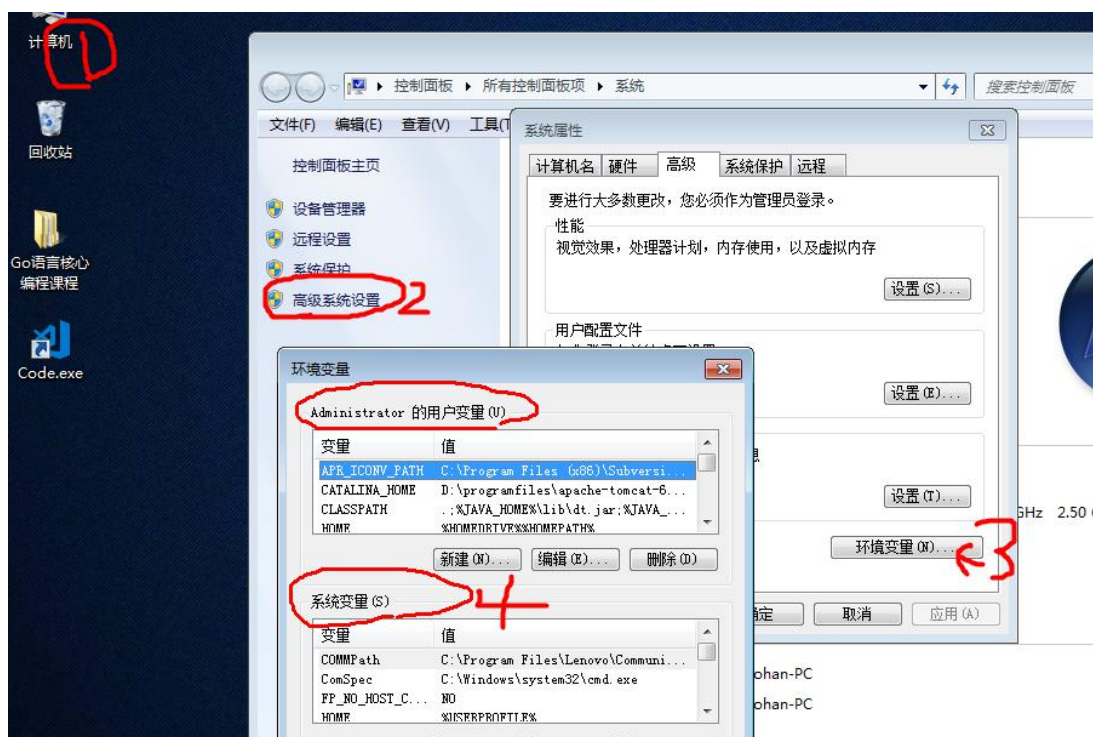 计算机
1
回收站
Go语言核心
编程课程
Code.exe
控制面板 所有控制面板项 系统
搜索控制面板
文件(F) 编辑(E) 查看(V) 工具(T
控制面板主页
设备管理器
远程设置
系统保护
高级系统设置
2
系统属性
计算机名 硬件 高级 系统保护 远程
要进行大多数更改，您必须作为管理员登录。
性能
视觉效果，处理器计划，内存使用，以及虚拟内存
设置(S)...
用户配置文件
设置(E)...
设置(T)...
环境变量(N)...
3
取消 应用(A)
GHz 2.50
ohan-PC
ohan-PC
环境变量
Administrator 的用户变量(U)
变量 值
APR_ICONV_PATH C:\Program Files (x86)\Subversi...
CATALINA_HOME D:\programfiles\apache-tomcat-6...
CLASSPATH .;%JAVA_HOME%\lib\dt.jar;%JAVA_...
HOME %HOMEDRIVE%%HOMEPATH%
新建(N)... 编辑(E)... 删除(D)
系统变量(S)
4
变量 值
COMMPath C:\Program Files\Lenovo\Communi...
ComSpec C:\Windows\system32\cmd.exe
FP_NO_HOST_C... NO
HOME %USERPROFILE%